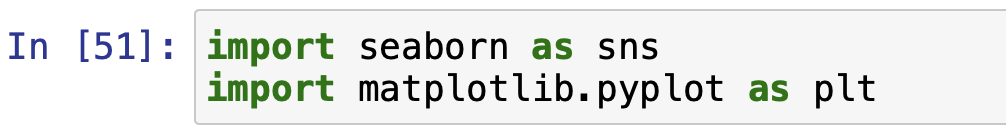 In [51]: import seaborn as sns
import matplotlib.pyplot as plt